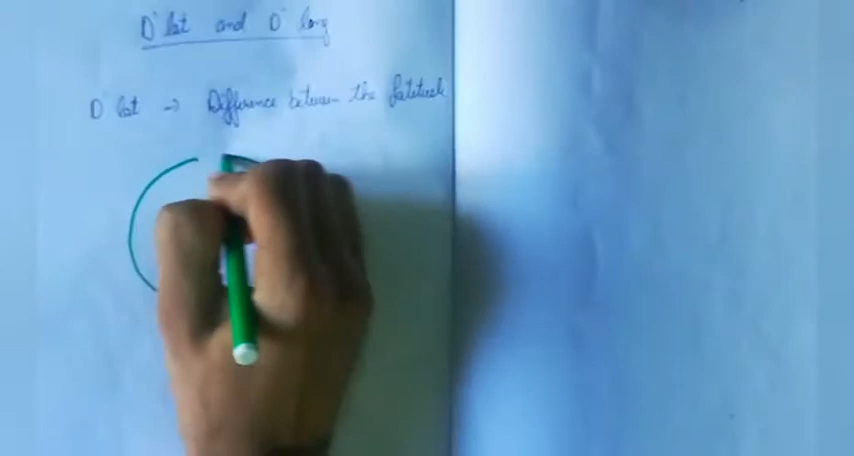 D' lat and D' long
D lat → Difference between the latitude